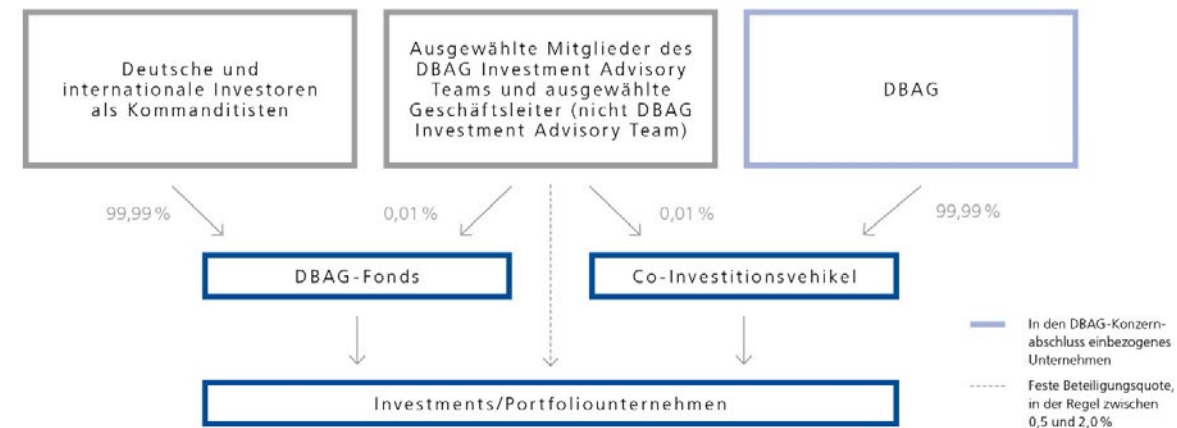 Deutsche und
internationale Investoren
als Kommanditisten
Ausgewählte Mitglieder des
DBAG Investment Advisory
Teams und ausgewählte
Geschäftsleiter (nicht DBAG
Investment Advisory Team)
DBAG
99,99 %
0,01 %
0,01 %
99,99 %
DBAG-Fonds
Co-Investitionsvehikel
Investments/Portfoliounternehmen
In den DBAG-Konzern-
abschluss einbezogenes
Unternehmen
Feste Beteiligungsquote,
in der Regel zwischen
0,5 und 2,0 %